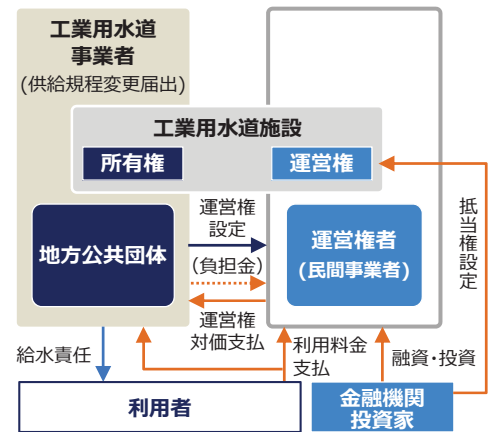 工業用水道
事業者
(供給規程変更届出)
工業用水道施設
所有権
運営権
地方公共団体
運営権
設定
(負担金)
運営権
対価支払
運営権者
(民間事業者)
抵当権設定
給水責任
利用料金
支払
融資・投資
利用者
金融機関
投資家